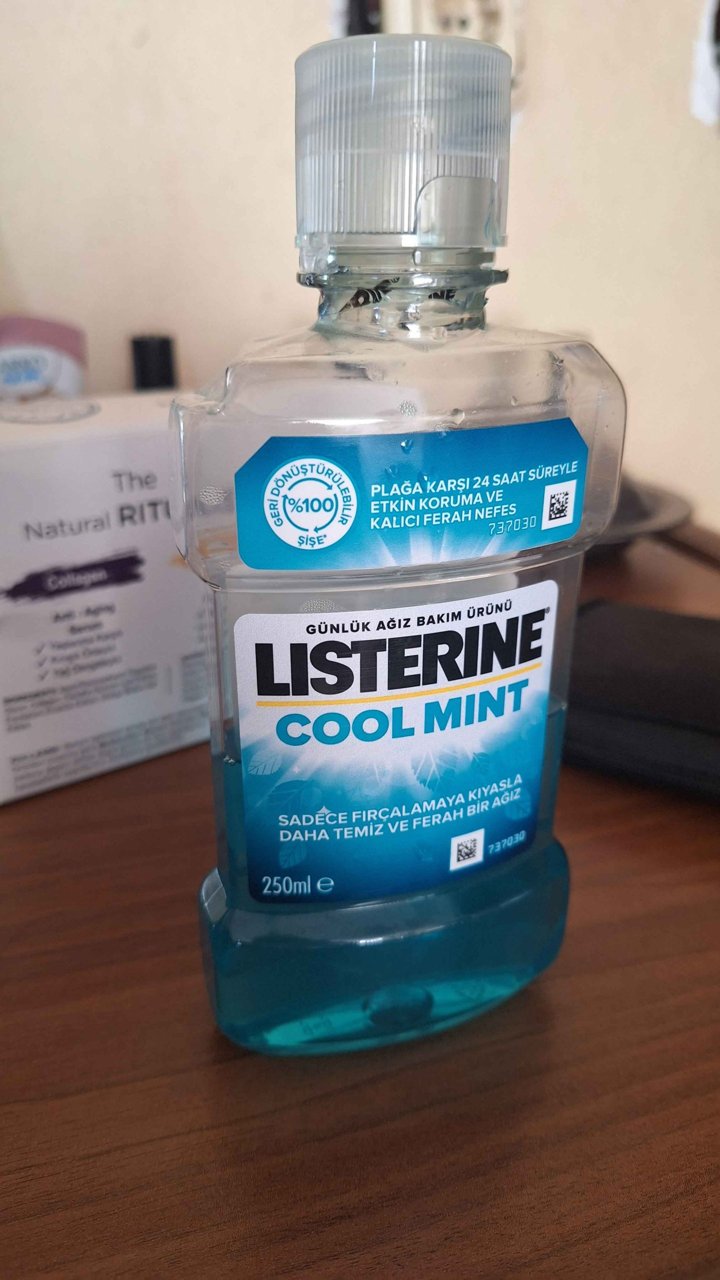 GERİ DÖNÜŞTÜRÜLEBİLİR
%100
ŞİŞE*
PLAĞA KARŞI 24 SAAT SÜREYLE
ETKİN KORUMA VE
KALICI FERAH NEFES
737030
GÜNLÜK AĞIZ BAKIM ÜRÜNÜ
LISTERINE®
COOL MINT
SADECE FIRÇALAMAYA KIYASLA
DAHA TEMİZ VE FERAH BİR AĞIZ
737030
250ml ℮
The
Natural RITU
Collagen
Anti - Aging